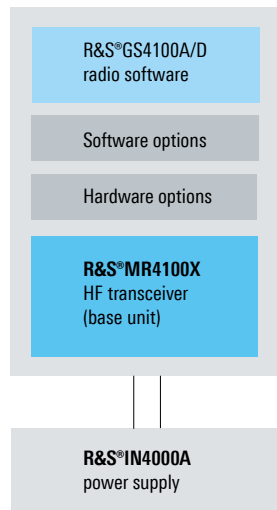 R&S®GS4100A/D
radio software
Software options
Hardware options
R&S®MR4100X
HF transceiver
(base unit)
R&S®IN4000A
power supply